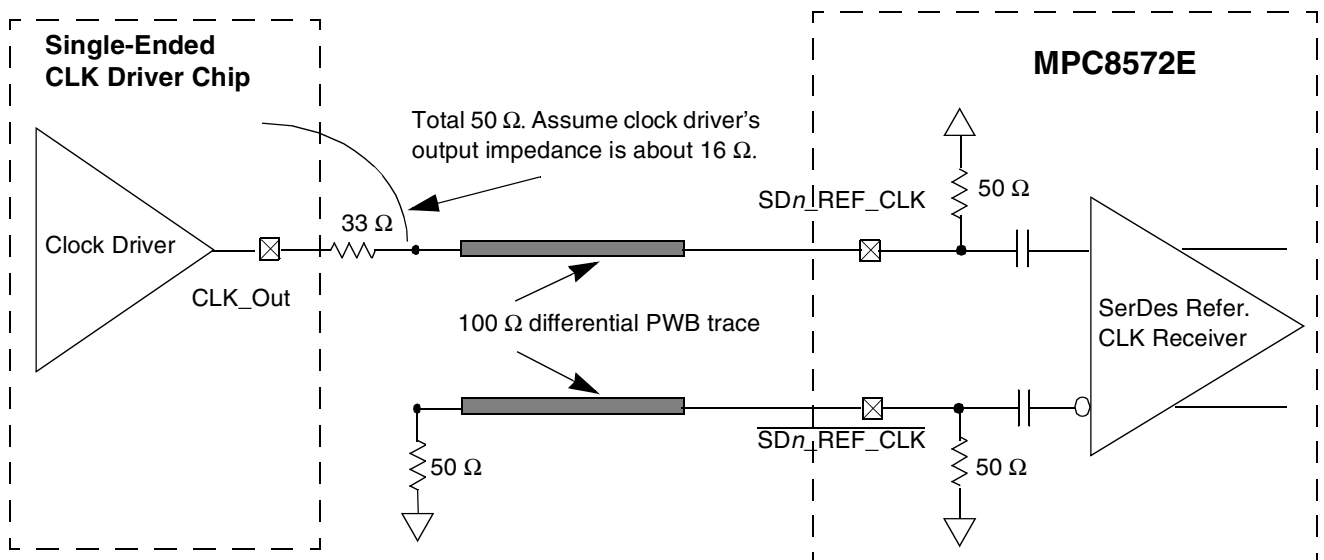 Single-Ended
CLK Driver Chip
MPC8572E
Total 50 Ω. Assume clock driver's
output impedance is about 16 Ω.
50 Ω
SDn_REF_CLK
33 Ω
Clock Driver
CLK_Out
100 Ω differential PWB trace
SerDes Refer.
CLK Receiver
SDn_REF_CLK
50 Ω
50 Ω